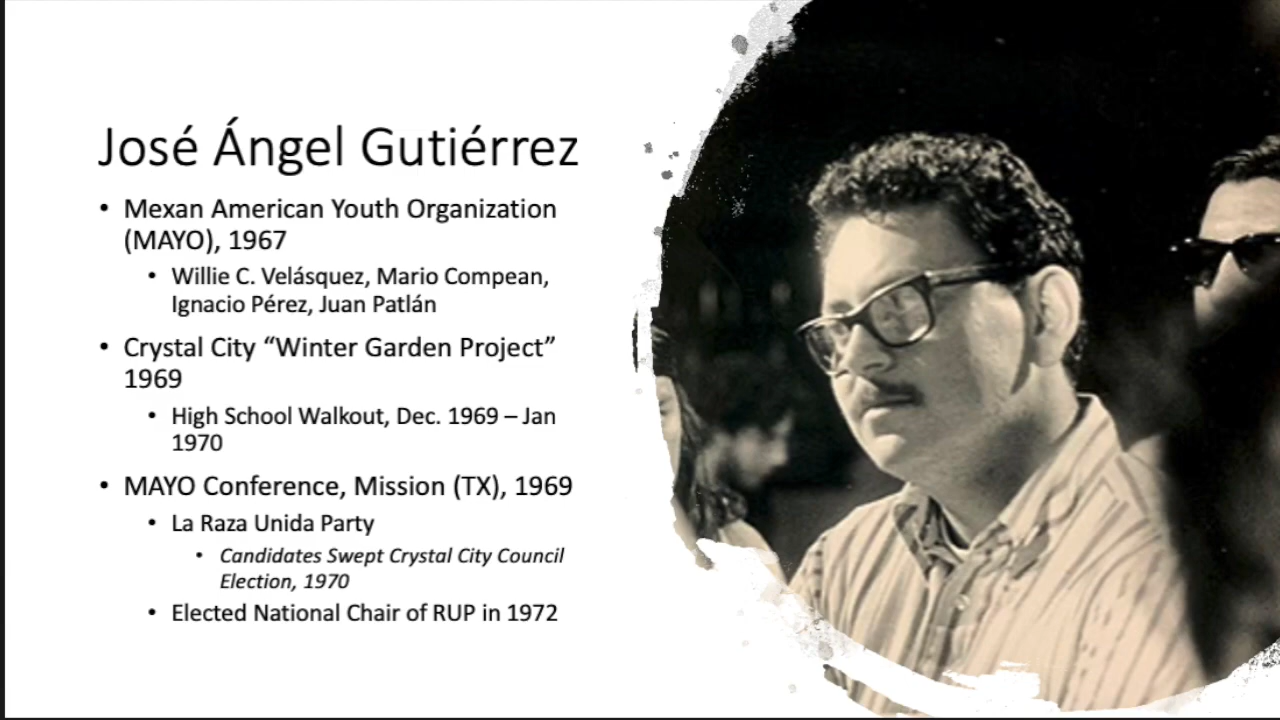 José Ángel Gutiérrez
• Mexan American Youth Organization
(MAYO), 1967
• Willie C. Velásquez, Mario Compean,
Ignacio Pérez, Juan Patlán
• Crystal City “Winter Garden Project”
1969
• High School Walkout, Dec. 1969 – Jan
1970
• MAYO Conference, Mission (TX), 1969
• La Raza Unida Party
• Candidates Swept Crystal City Council
Election, 1970
• Elected National Chair of RUP in 1972